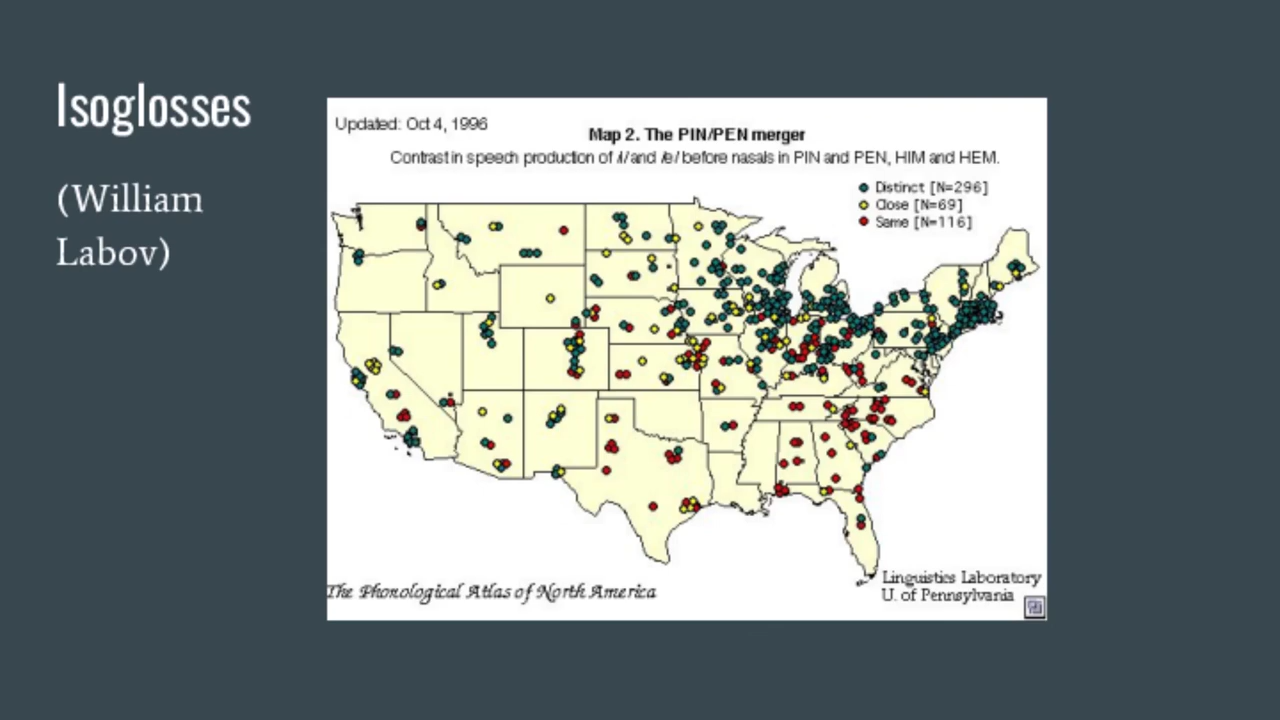 Isoglosses
(William
Labov)
Updated: Oct 4, 1996
Map 2. The PIN/PEN merger
Contrast in speech production of /i/ and /e/ before nasals in PIN and PEN, HIM and HEM.
Distinct [N=296]
Close [N=69]
Same [N=116]
The Phonological Atlas of North America
Linguistics Laboratory
U. of Pennsylvania